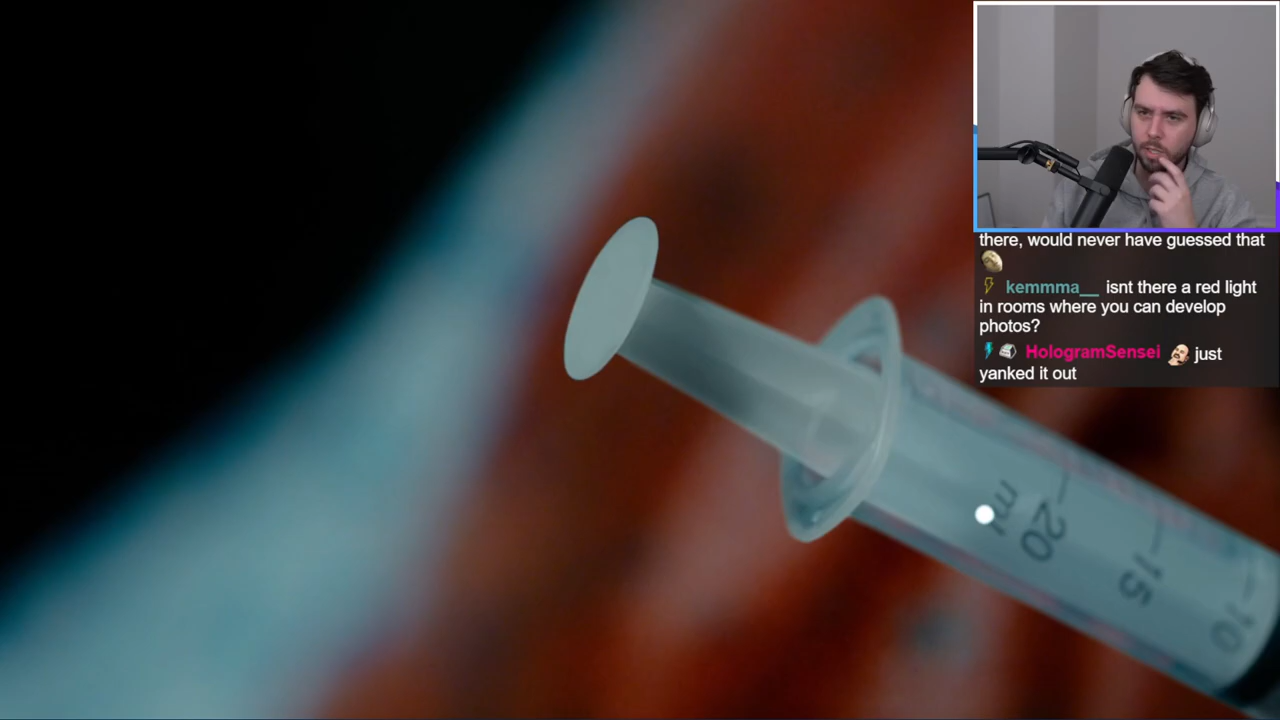 there, would never have guessed that
kemmma__ isnt there a red light
in rooms where you can develop
photos?
HologramSensei just
yanked it out
ml
20
15
10